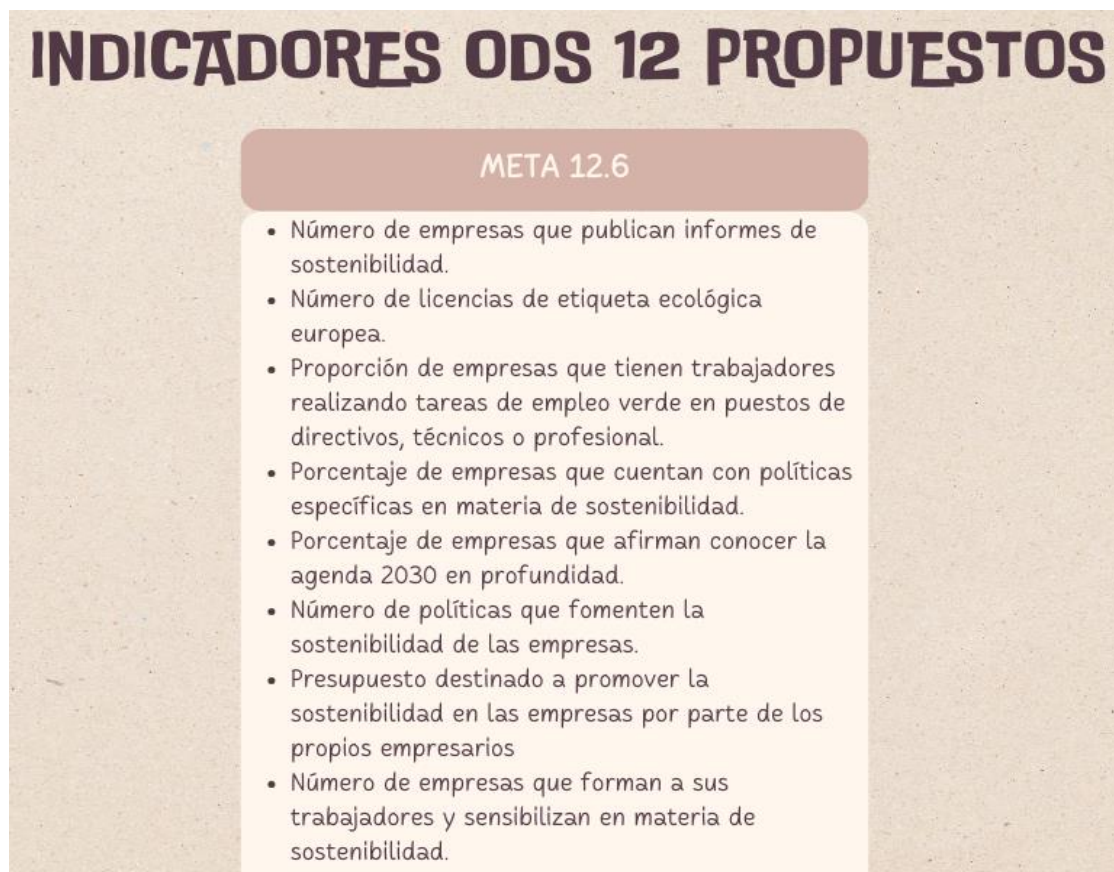 INDICADORES ODS 12 PROPUESTOS
META 12.6
• Número de empresas que publican informes de
sostenibilidad.
• Número de licencias de etiqueta ecológica
europea.
• Proporción de empresas que tienen trabajadores
realizando tareas de empleo verde en puestos de
directivos, técnicos o profesional.
• Porcentaje de empresas que cuentan con políticas
específicas en materia de sostenibilidad.
• Porcentaje de empresas que afirman conocer la
agenda 2030 en profundidad.
• Número de políticas que fomenten la
sostenibilidad de las empresas.
• Presupuesto destinado a promover la
sostenibilidad en las empresas por parte de los
propios empresarios
• Número de empresas que forman a sus
trabajadores y sensibilizan en materia de
sostenibilidad.